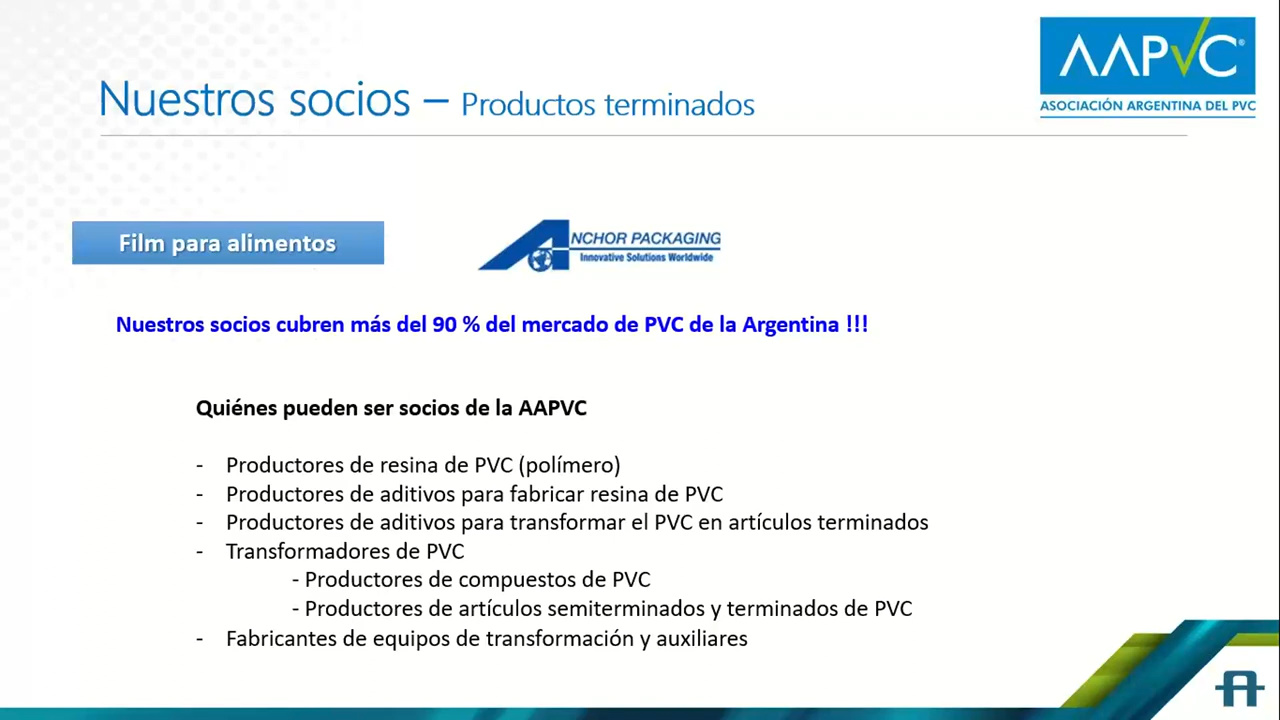 AAPVC®
ASOCIACIÓN ARGENTINA DEL PVC
Nuestros socios – Productos terminados
Film para alimentos
ANCHOR PACKAGING
Innovative Solutions Worldwide
Nuestros socios cubren más del 90 % del mercado de PVC de la Argentina !!!
Quiénes pueden ser socios de la AAPVC
- Productores de resina de PVC (polímero)
- Productores de aditivos para fabricar resina de PVC
- Productores de aditivos para transformar el PVC en artículos terminados
- Transformadores de PVC
- Productores de compuestos de PVC
- Productores de artículos semiterminados y terminados de PVC
- Fabricantes de equipos de transformación y auxiliares